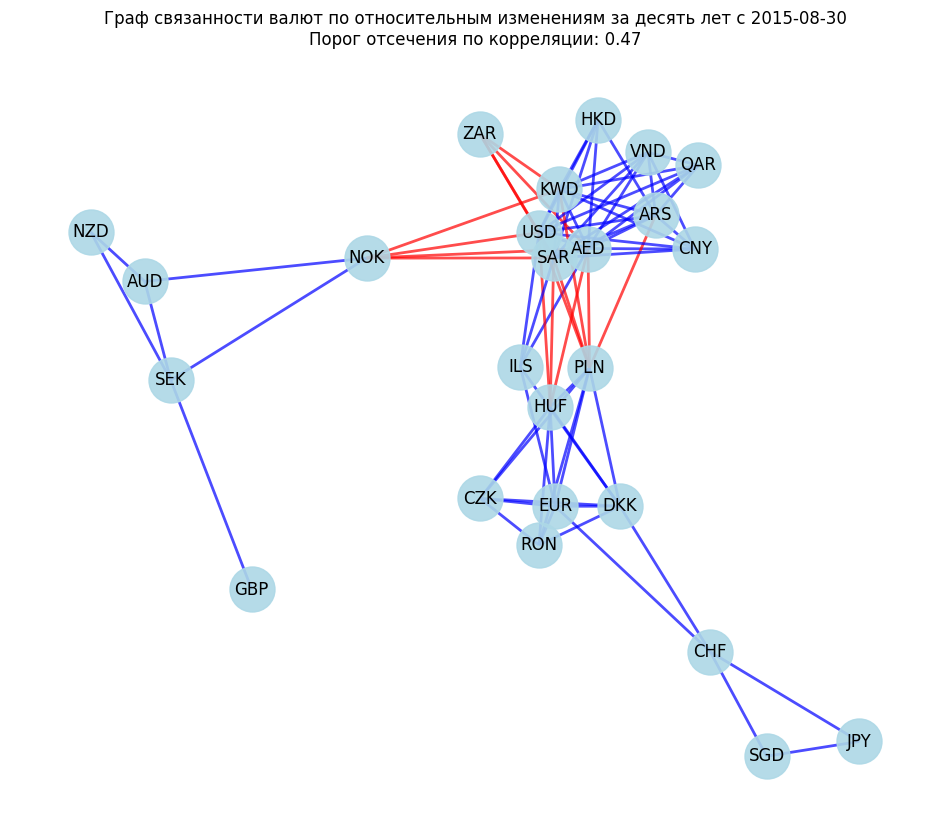 Граф связанности валют по относительным изменениям за десять лет с 2015-08-30
Порог отсечения по корреляции: 0.47
HKD
ZAR
VND
QAR
KWD
ARS
NZD
USD
AED
CNY
NOK
SAR
AUD
ILS
PLN
SEK
HUF
CZK
EUR
DKK
RON
GBP
CHF
JPY
SGD